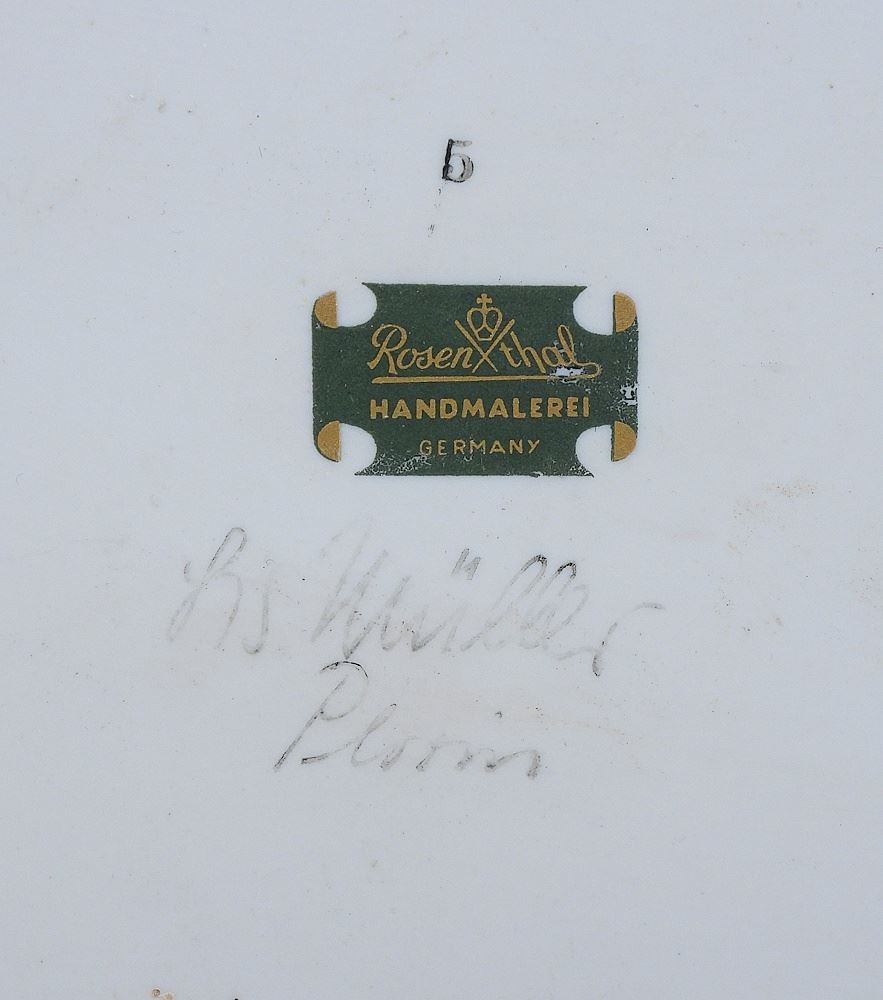 5
Rosenthal
HANDMALEREI
GERMANY
Müller